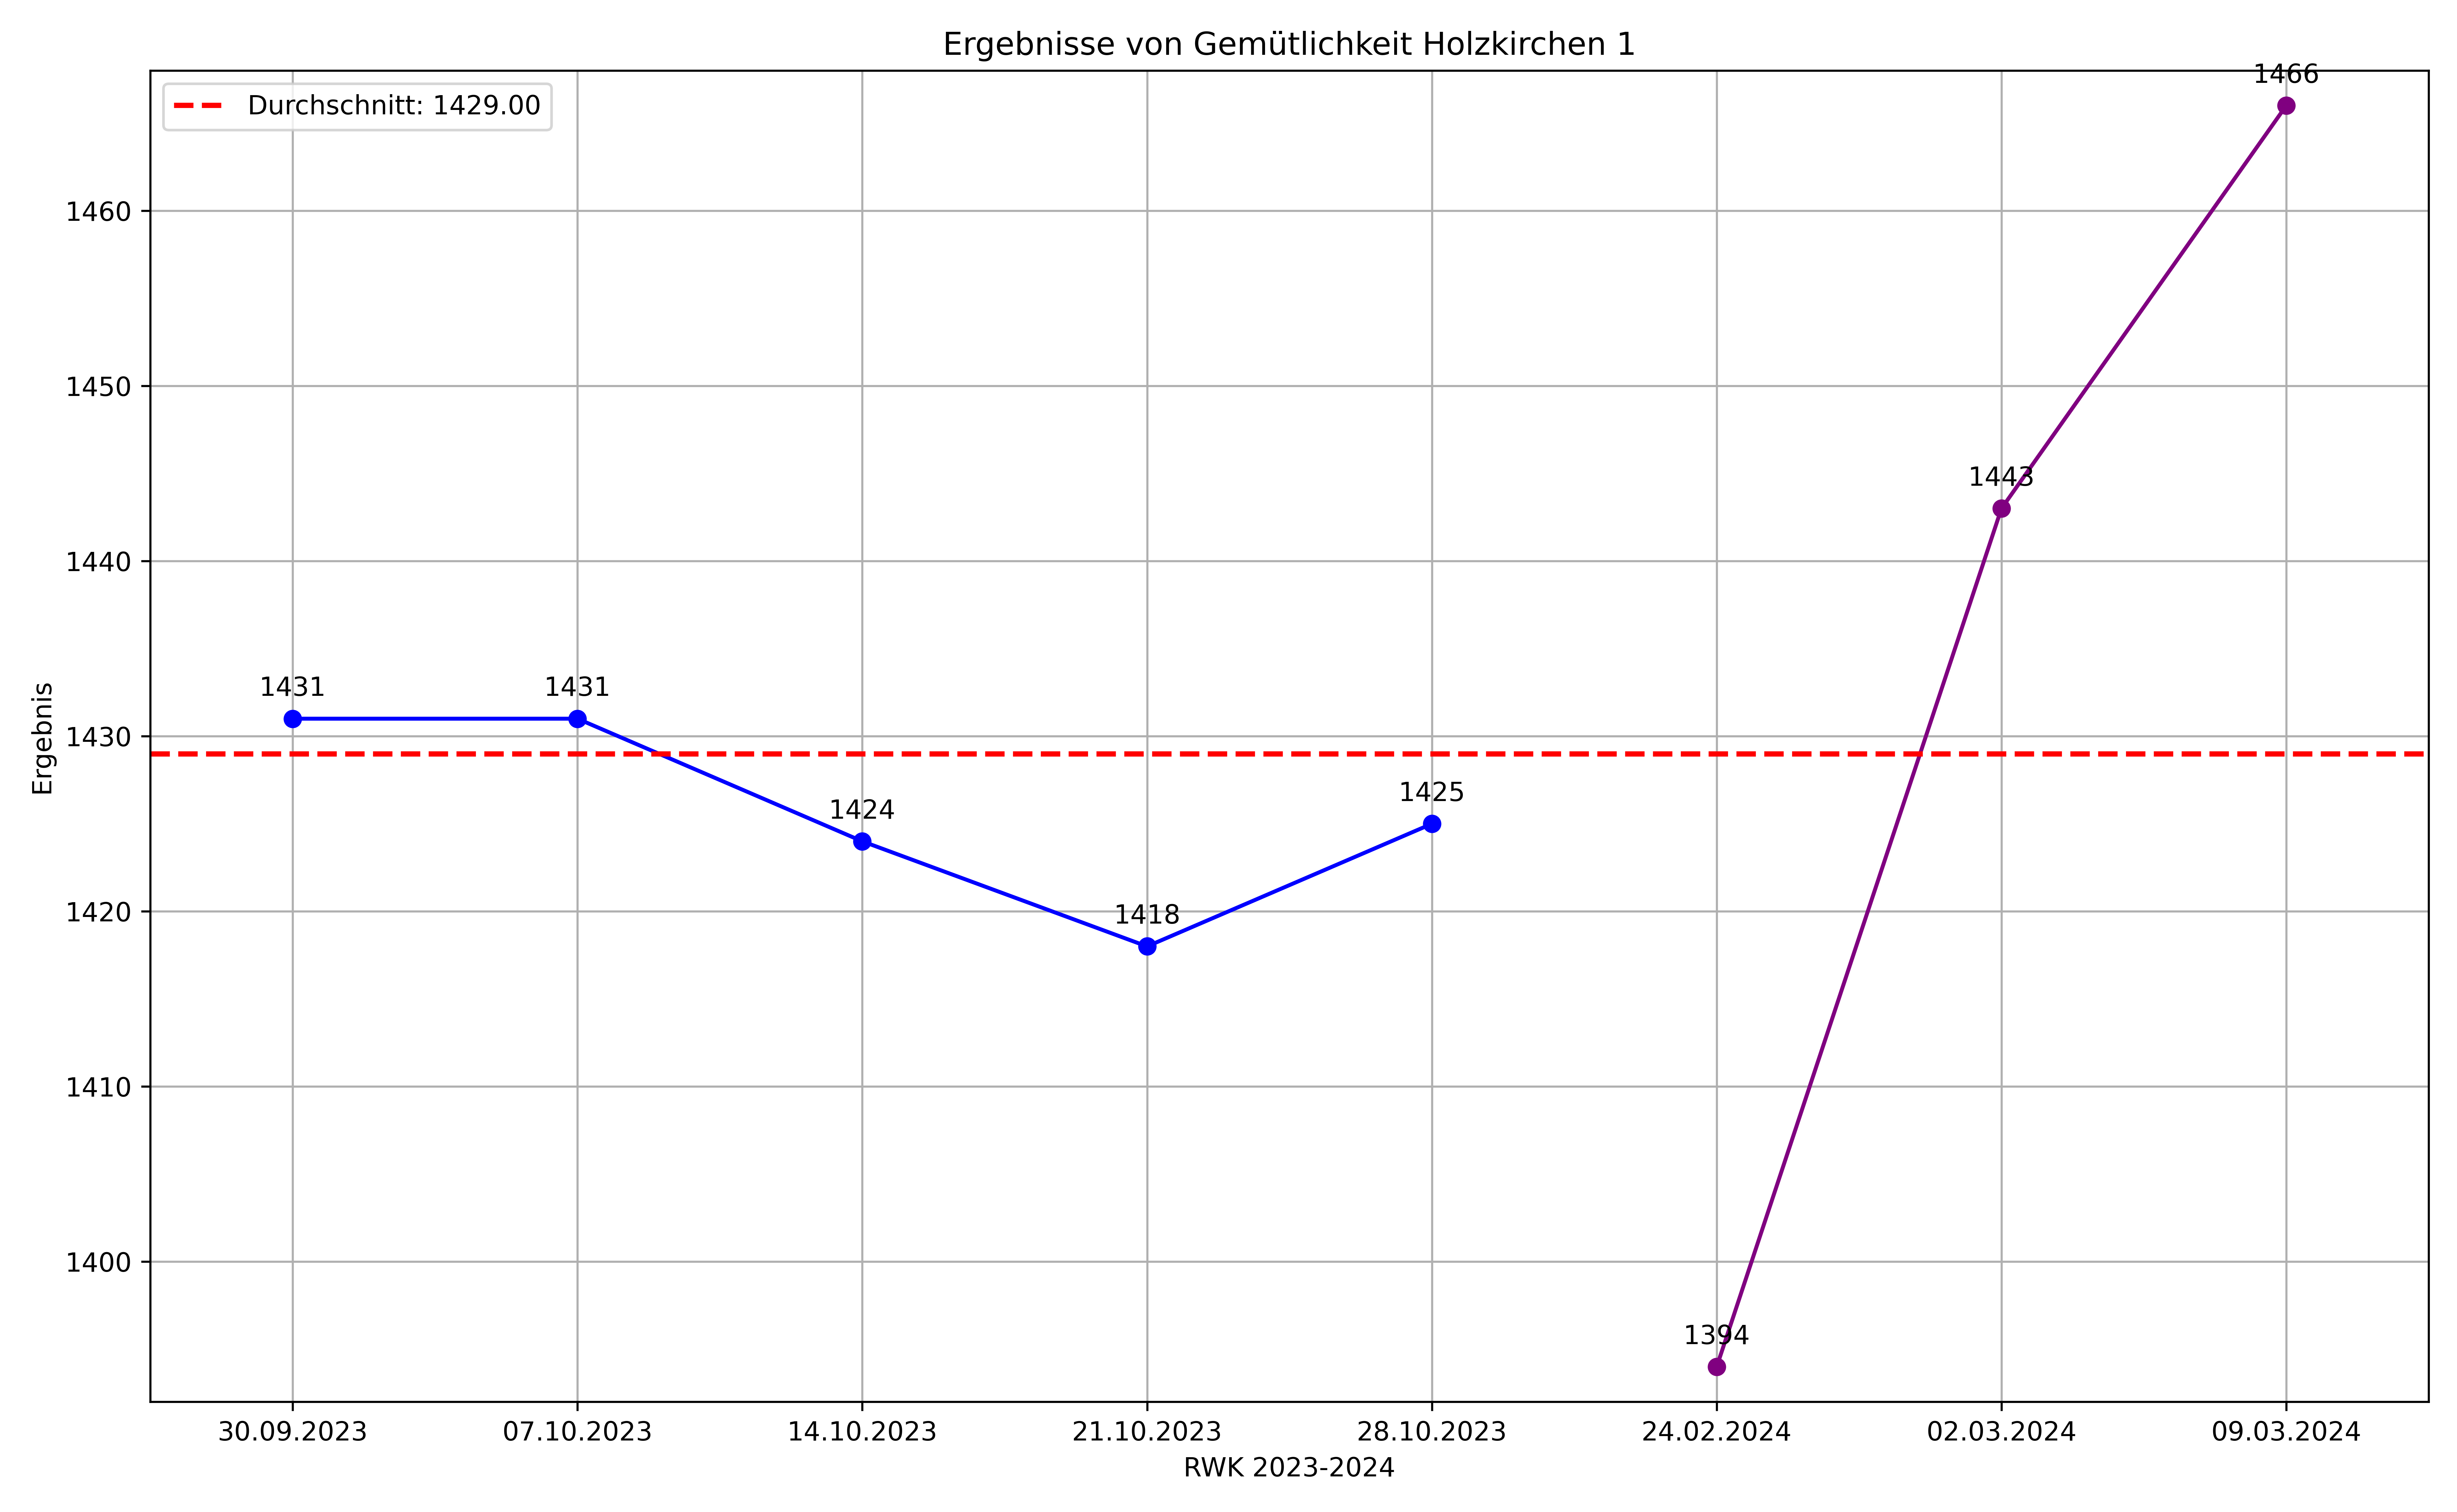 Ergebnisse von Gemütlichkeit Holzkirchen 1
Durchschnitt: 1429.00
1466
1460
1450
1443
1440
1431 1431
1430
1425
1424
1420
1418
1410
1400
1394
Ergebnis
30.09.2023 07.10.2023 14.10.2023 21.10.2023 28.10.2023 24.02.2024 02.03.2024 09.03.2024
RWK 2023-2024